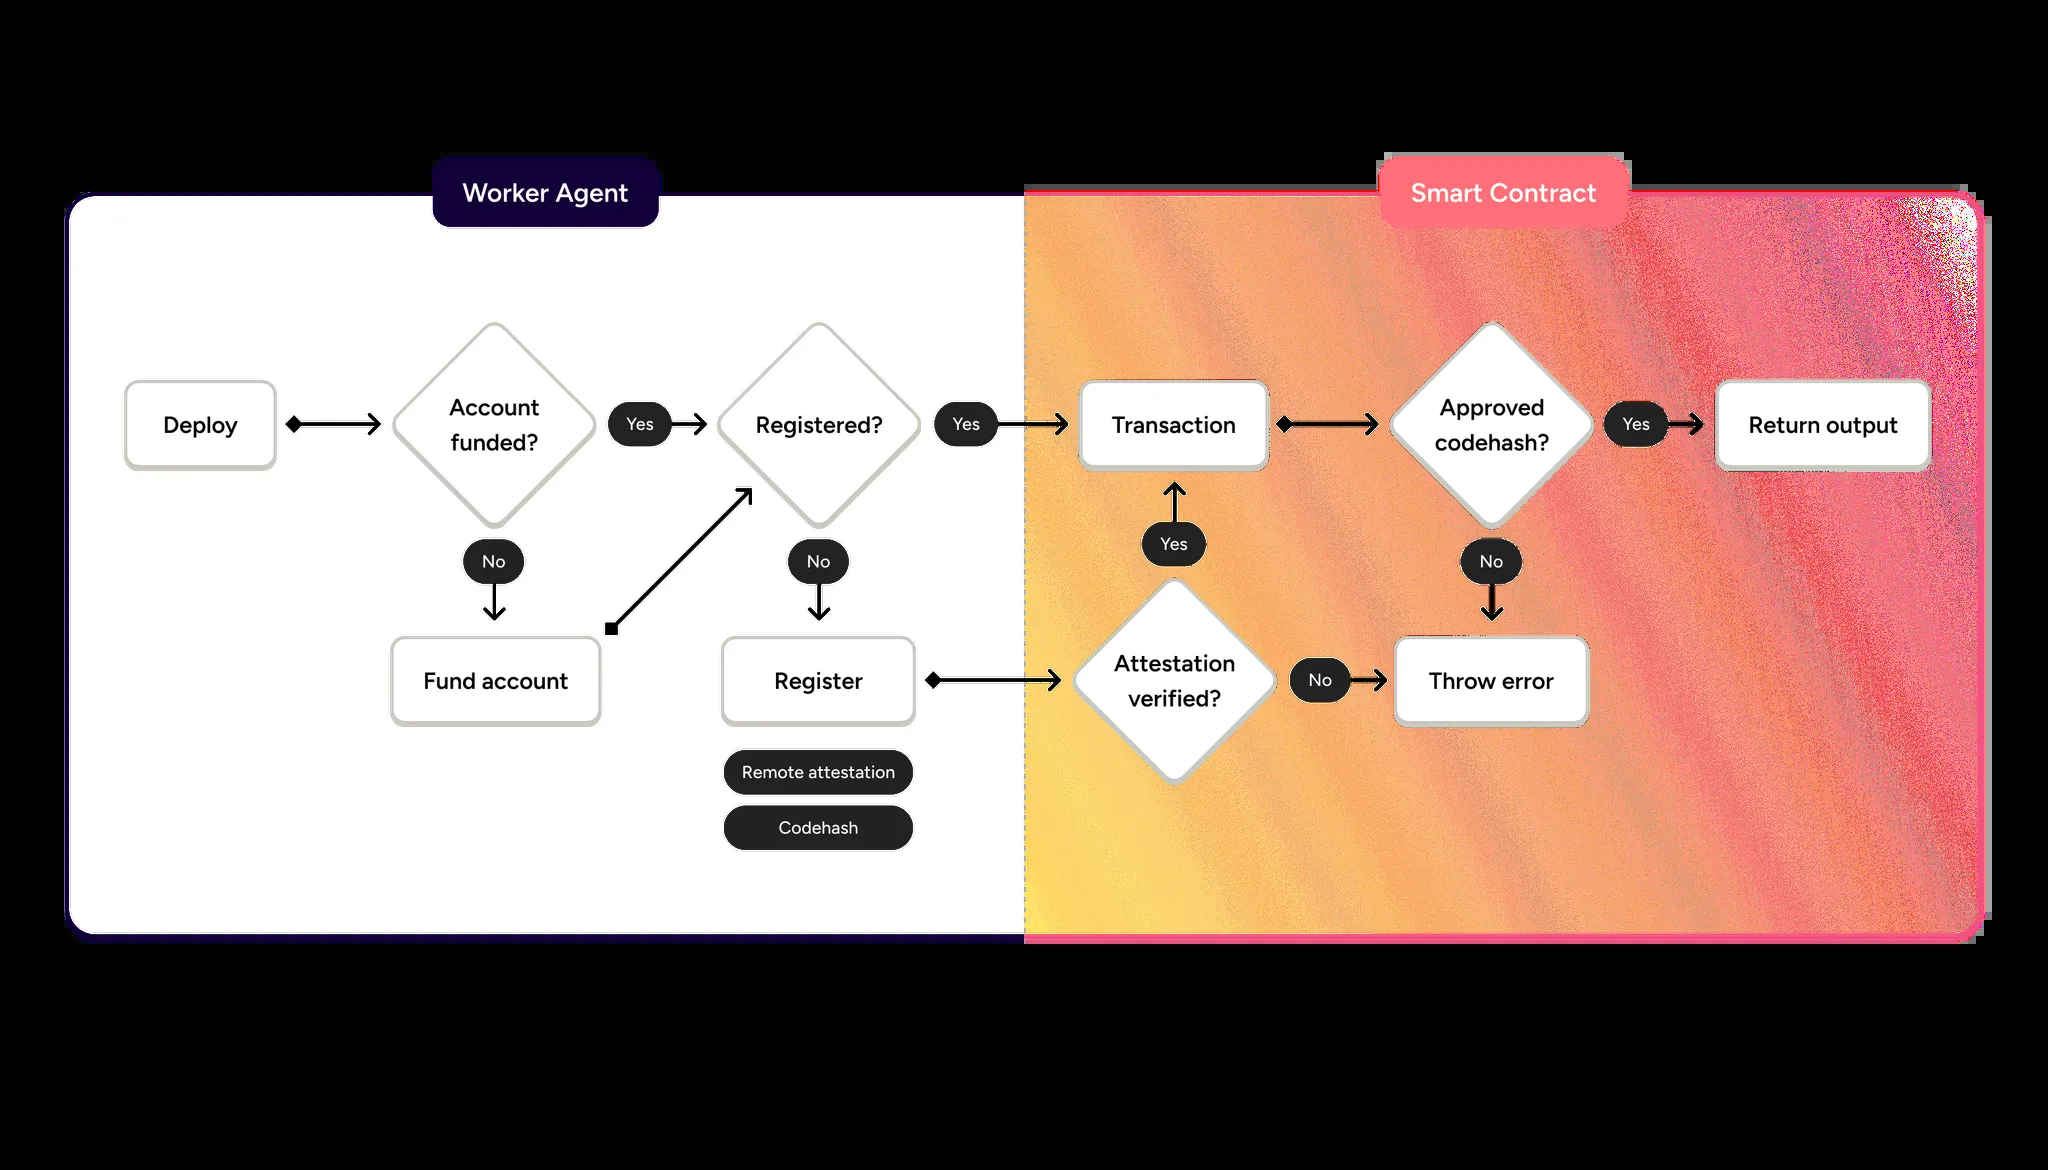 Worker Agent
Smart Contract
Deploy
Account
funded?
Yes
Registered?
Yes
Transaction
Approved
codehash?
Yes
Return output
No
No
Yes
No
Fund account
Register
Attestation
verified?
No
Throw error
Remote attestation
Codehash